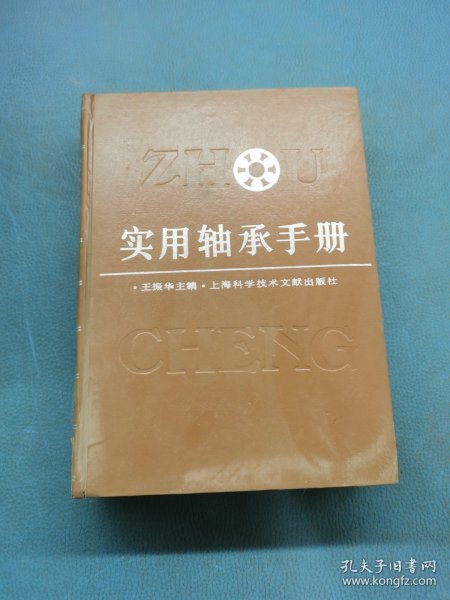 ZHOU
实用轴承手册
·王振华主编·上海科学技术文献出版社
CHENG
孔夫子旧书网
www.kongfz.com